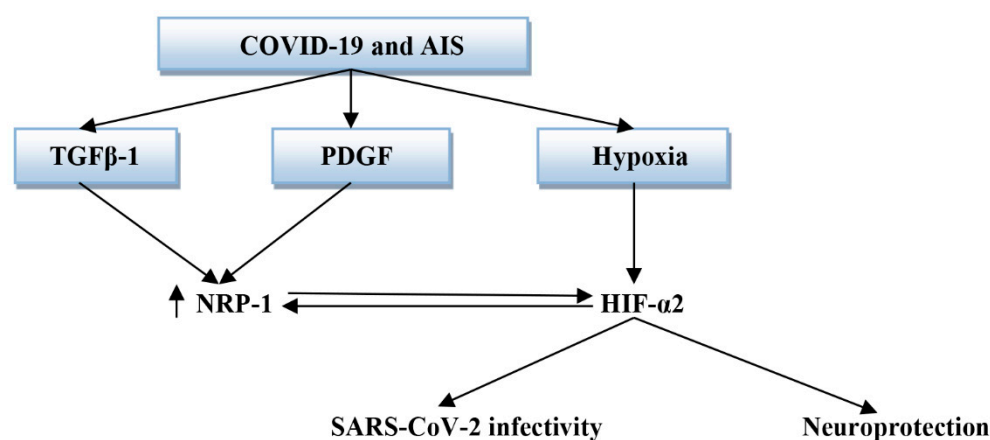 COVID-19 and AIS
TGFβ-1
PDGF
Hypoxia
NRP-1
HIF-α2
SARS-CoV-2 infectivity
Neuroprotection